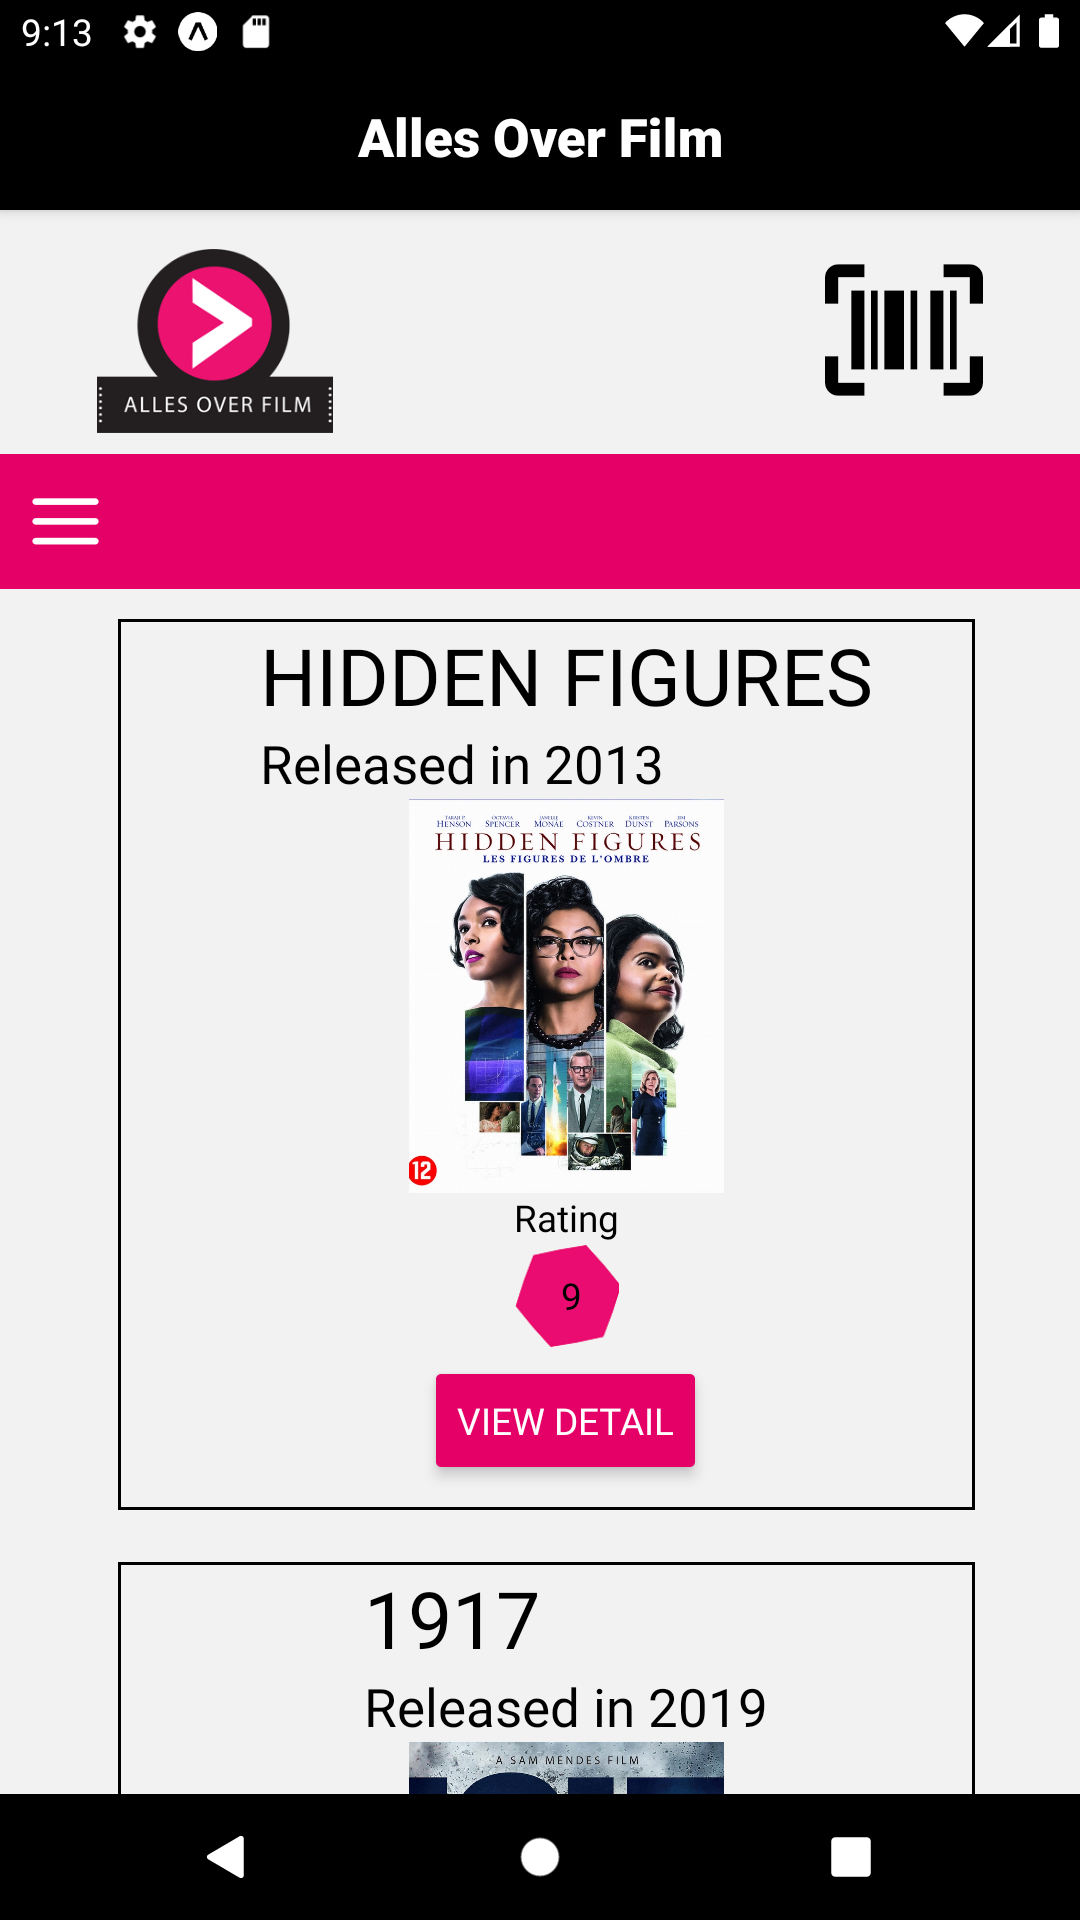 9:13
Alles Over Film
ALLES OVER FILM
HIDDEN FIGURES
Released in 2013
TARAJI P. HENSON OCTAVIA SPENCER JANELLE MONÁE KEVIN COSTNER KIRSTEN DUNST JIM PARSONS
HIDDEN FIGURES
LES FIGURES DE L'OMBRE
12
Rating
9
VIEW DETAIL
1917
Released in 2019
A SAM MENDES FILM